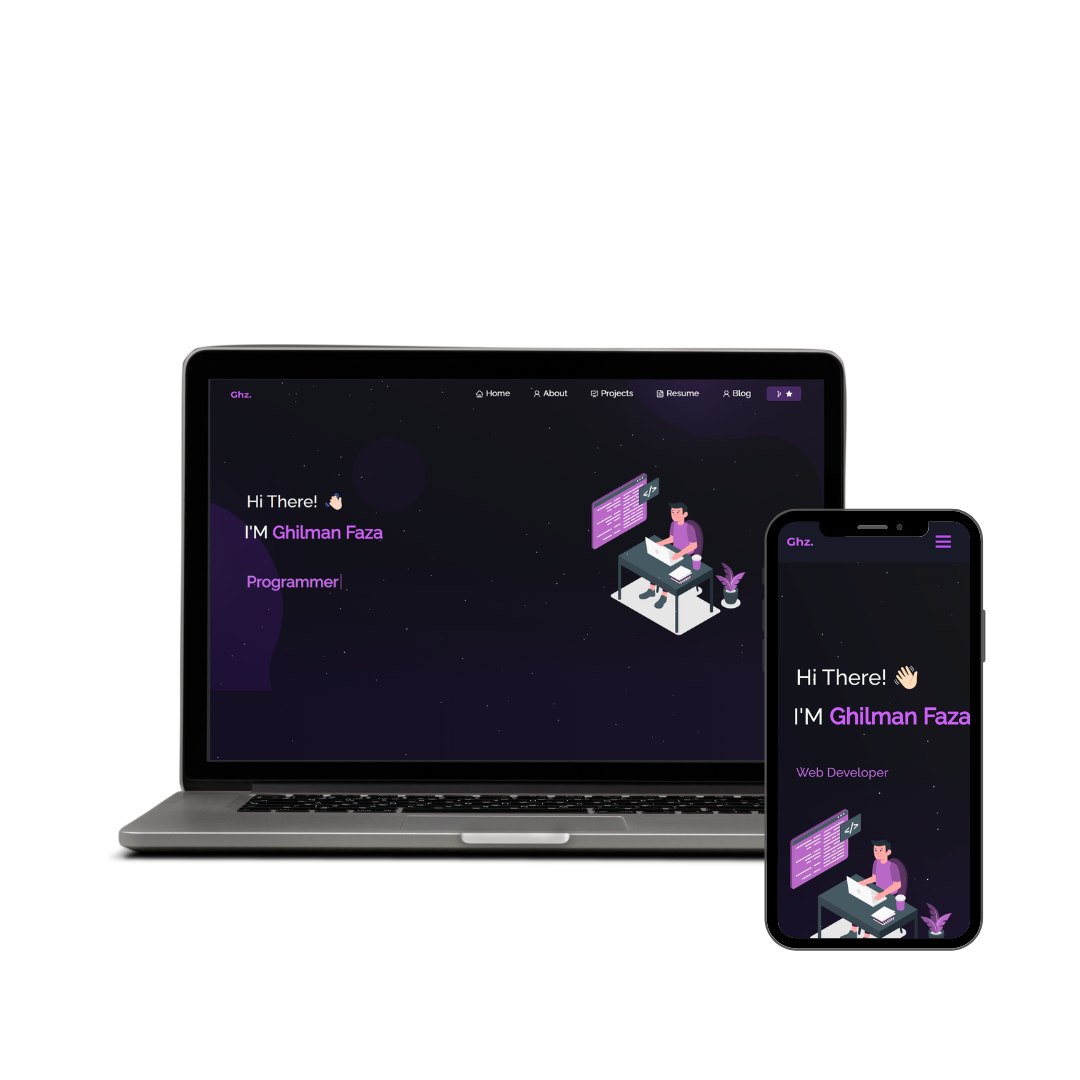 Ghz.
Home About Projects Resume Blog
Hi There! 👋🏻
I'M Ghilman Faza
Programmer|
</>
Ghz.
Hi There! 👋🏻
I'M Ghilman Faza
Web Developer
</>